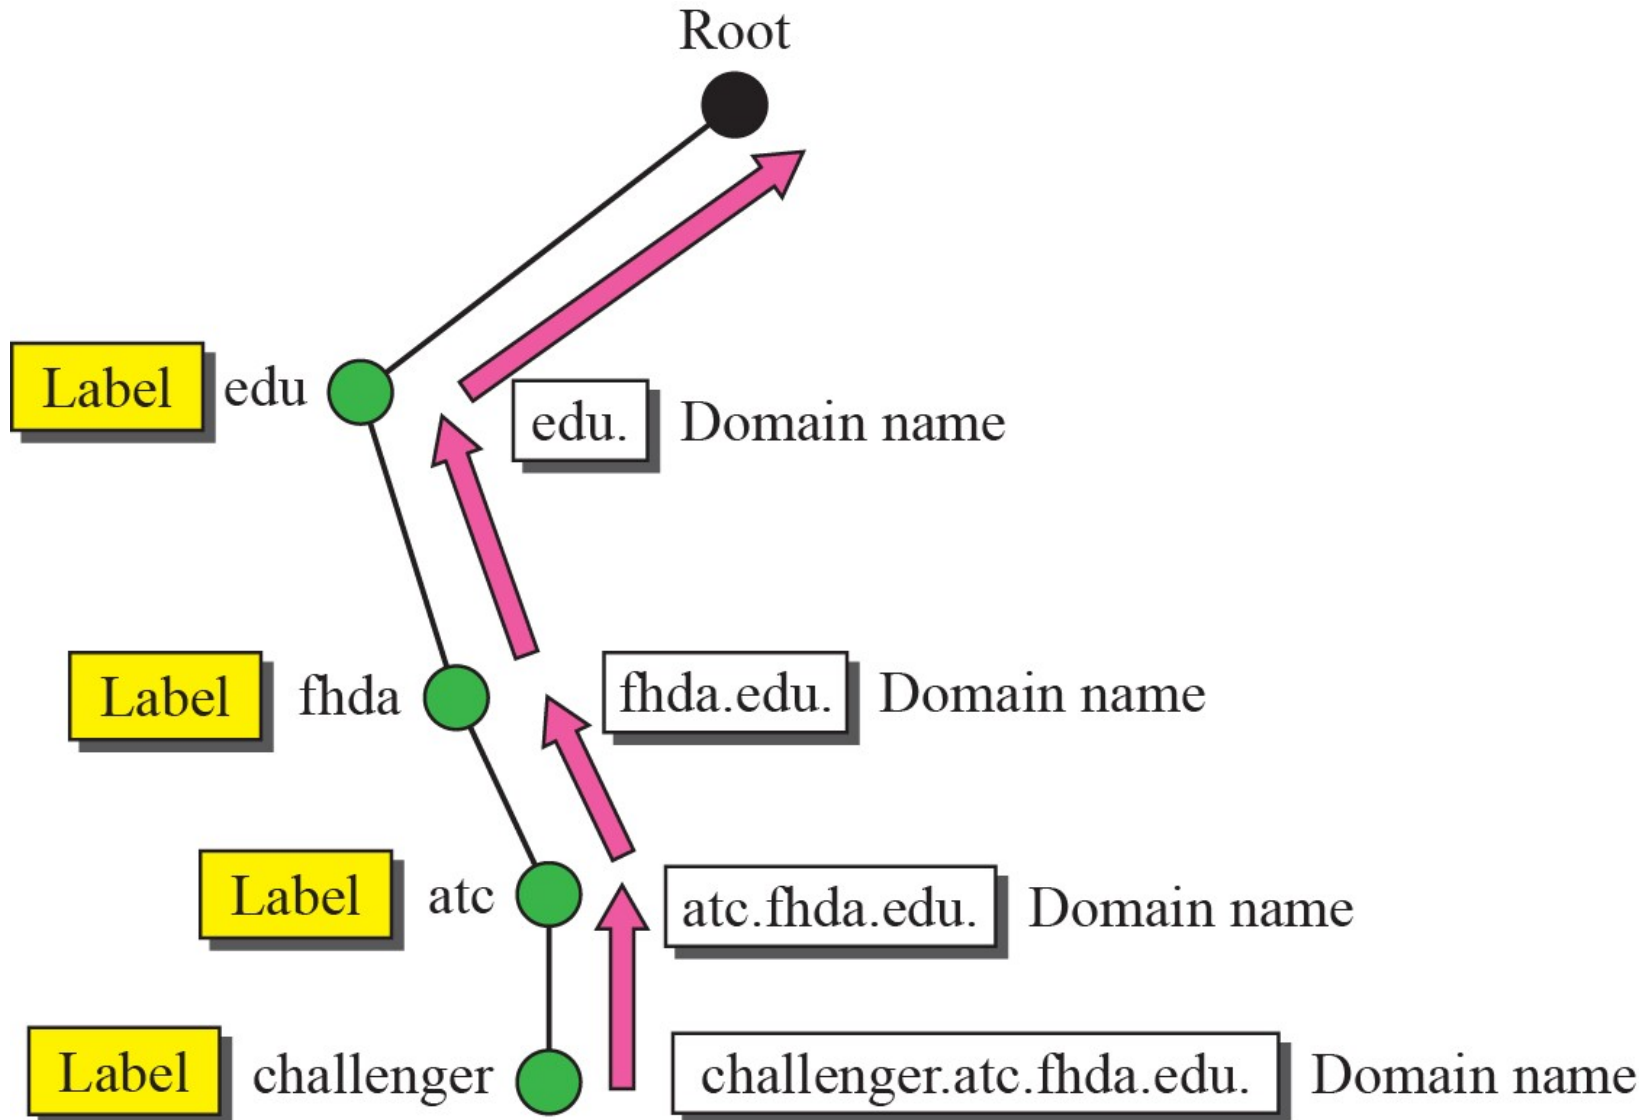 Root
Label edu
edu. Domain name
Label fhda
fhda.edu. Domain name
Label atc
atc.fhda.edu. Domain name
Label challenger
challenger.atc.fhda.edu. Domain name